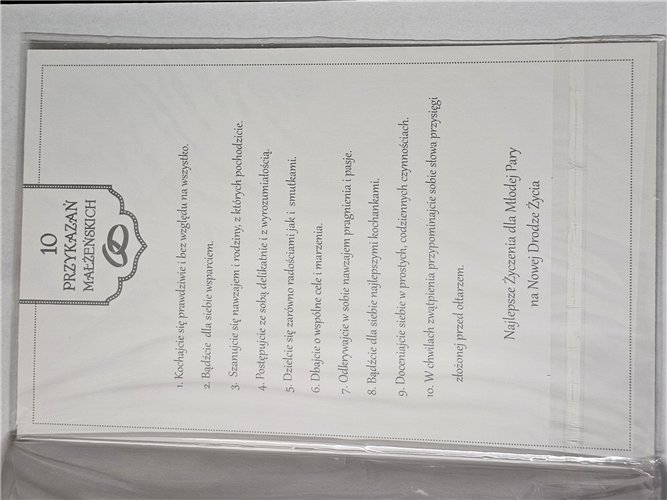 10
PRZYKAZAŃ
MAŁŻEŃSKICH
1. Kochajcie się prawdziwie i bez względu na wszystko.
2. Bądźcie dla siebie wsparciem.
3. Szanujcie się nawzajem i rodziny, z których pochodzicie.
4. Postępujcie ze sobą delikatnie i z wyrozumiałością.
5. Dzielcie się zarówno radościami jak i smutkami.
6. Dbajcie o wspólne cele i marzenia.
7. Odkrywajcie w sobie nawzajem pragnienia i pasje.
8. Bądźcie dla siebie najlepszymi kochankami.
9. Doceniajcie siebie w prostych, codziennych czynnościach.
10. W chwilach zwątpienia przypominajcie sobie słowa przysięgi
złożonej przed ołtarzem.
Najlepsze Życzenia dla Młodej Pary
na Nowej Drodze Życia